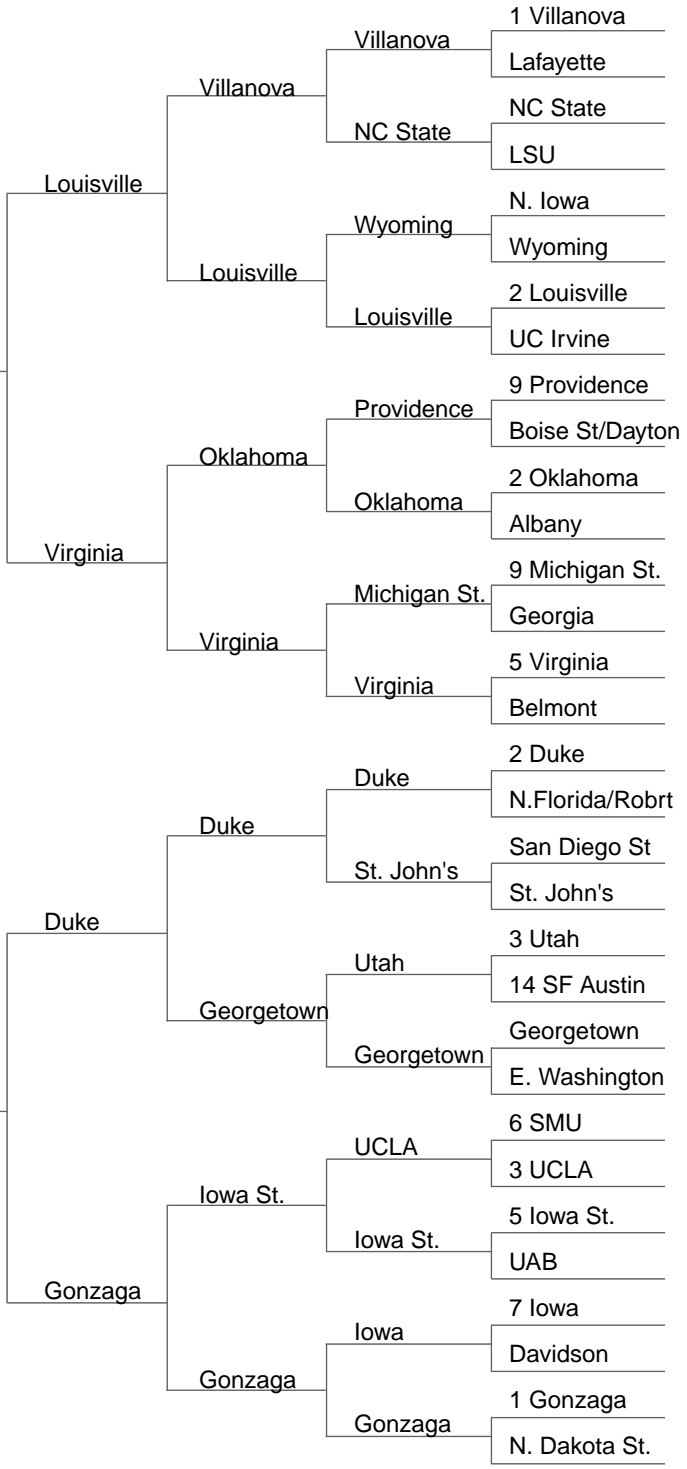 1 Villanova
Villanova
Lafayette
Villanova
NC State
NC State
LSU
Louisville
N. Iowa
Wyoming
Wyoming
Louisville
2 Louisville
Louisville
UC Irvine
9 Providence
Providence
Boise St/Dayton
Oklahoma
2 Oklahoma
Oklahoma
Albany
Virginia
9 Michigan St.
Michigan St.
Georgia
Virginia
5 Virginia
Virginia
Belmont
2 Duke
Duke
N.Florida/Robrt
Duke
San Diego St
St. John's
St. John's
Duke
3 Utah
Utah
14 SF Austin
Georgetown
Georgetown
Georgetown
E. Washington
6 SMU
UCLA
3 UCLA
Iowa St.
5 Iowa St.
Iowa St.
UAB
Gonzaga
7 Iowa
Iowa
Davidson
Gonzaga
1 Gonzaga
Gonzaga
N. Dakota St.